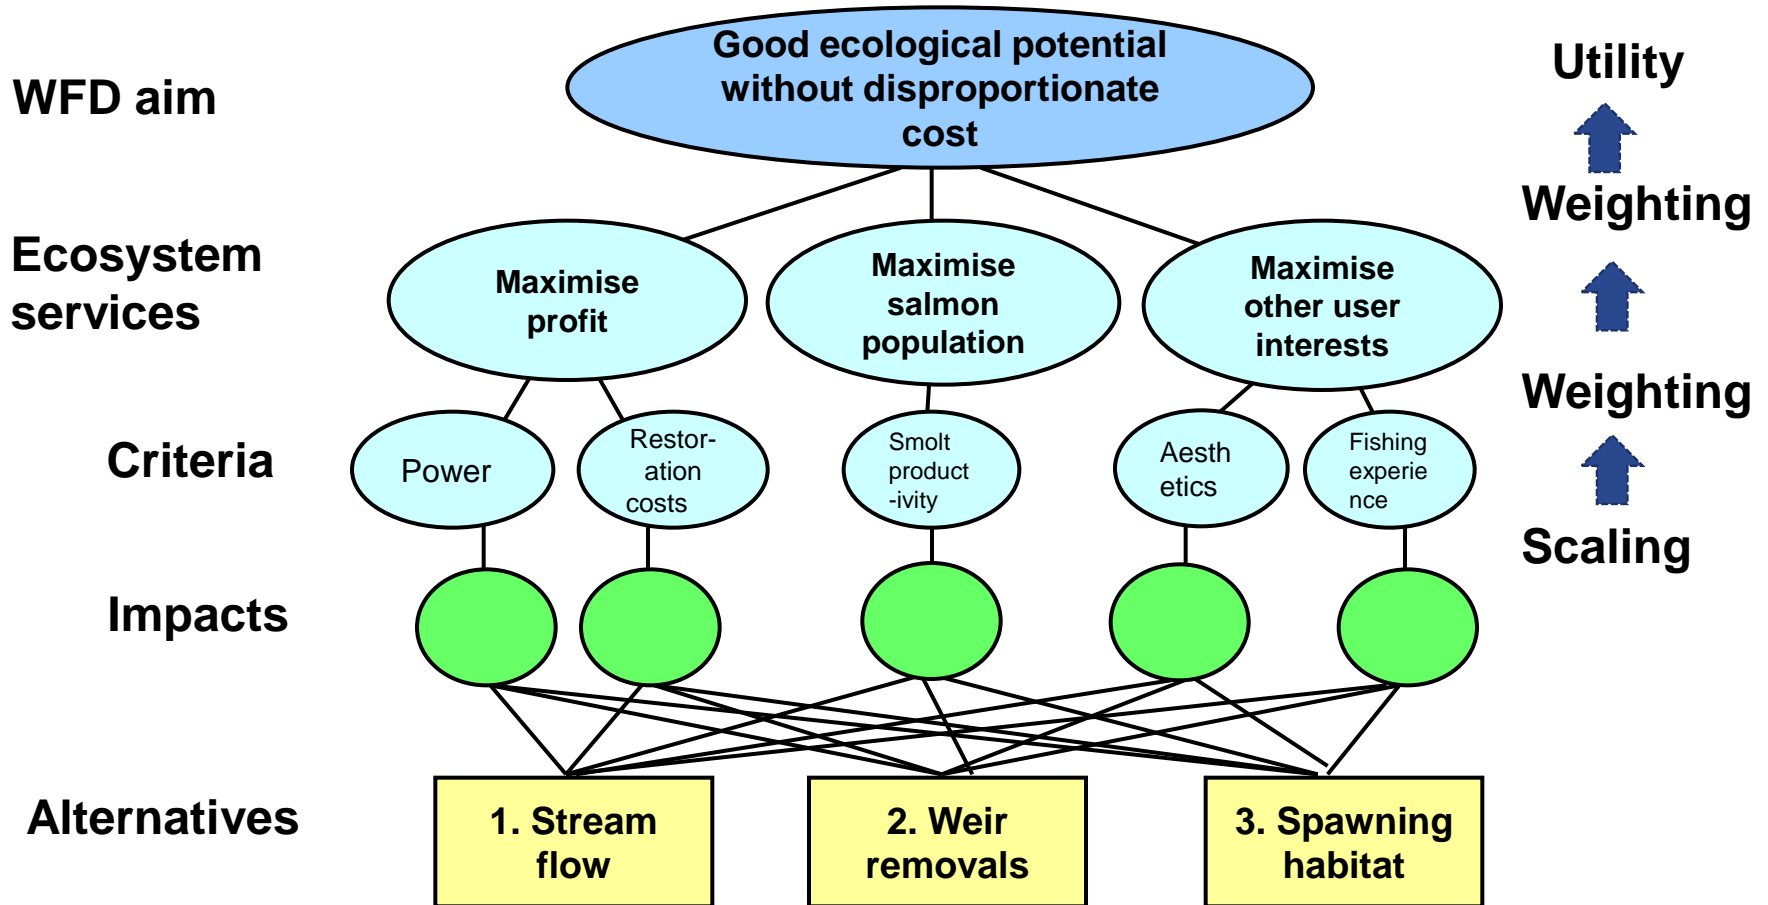 WFD aim
Good ecological potential
without disproportionate
cost
Utility
Weighting
Ecosystem
services
Maximise
profit
Maximise
salmon
population
Maximise
other user
interests
Weighting
Criteria
Power
Restor-
ation
costs
Smolt
product
-ivity
Aesth
etics
Fishing
experie
nce
Scaling
Impacts
Alternatives
1. Stream
flow
2. Weir
removals
3. Spawning
habitat